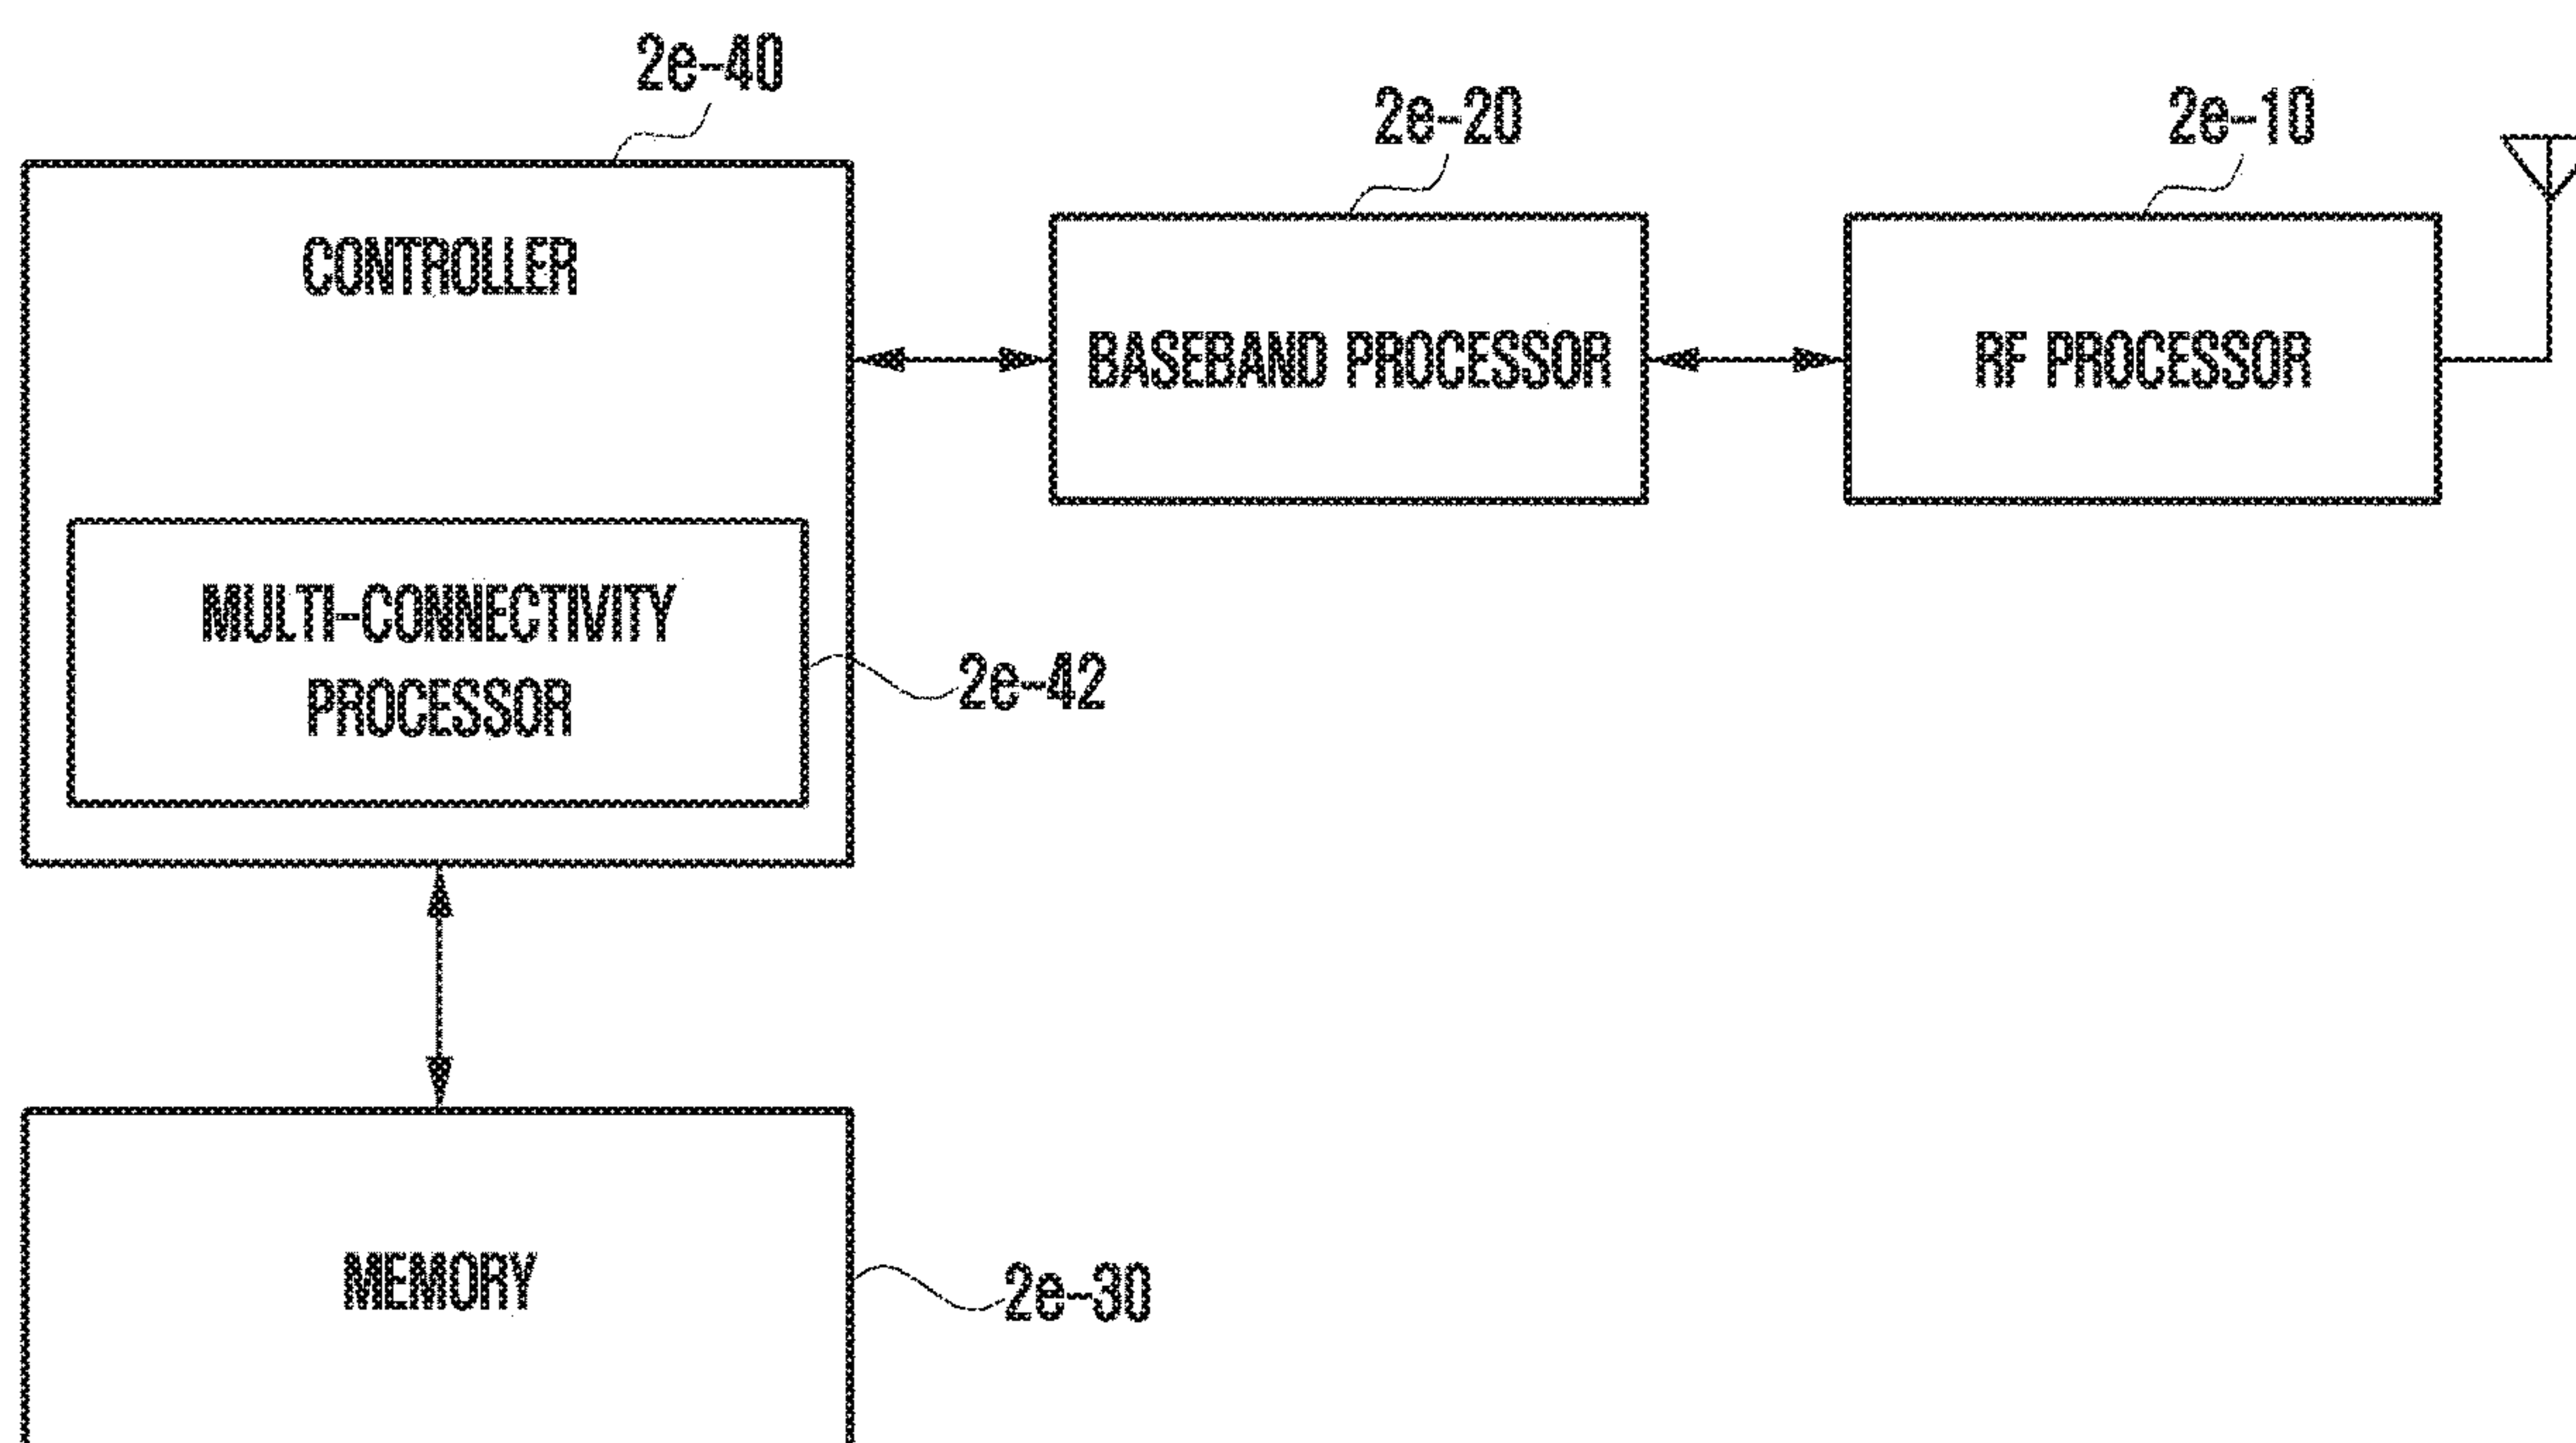 2e-40
2e-20
2e-10
CONTROLLER
BASEBAND PROCESSOR
RF PROCESSOR
MULTI-CONNECTIVITY
PROCESSOR
2e-42
MEMORY
2e-30